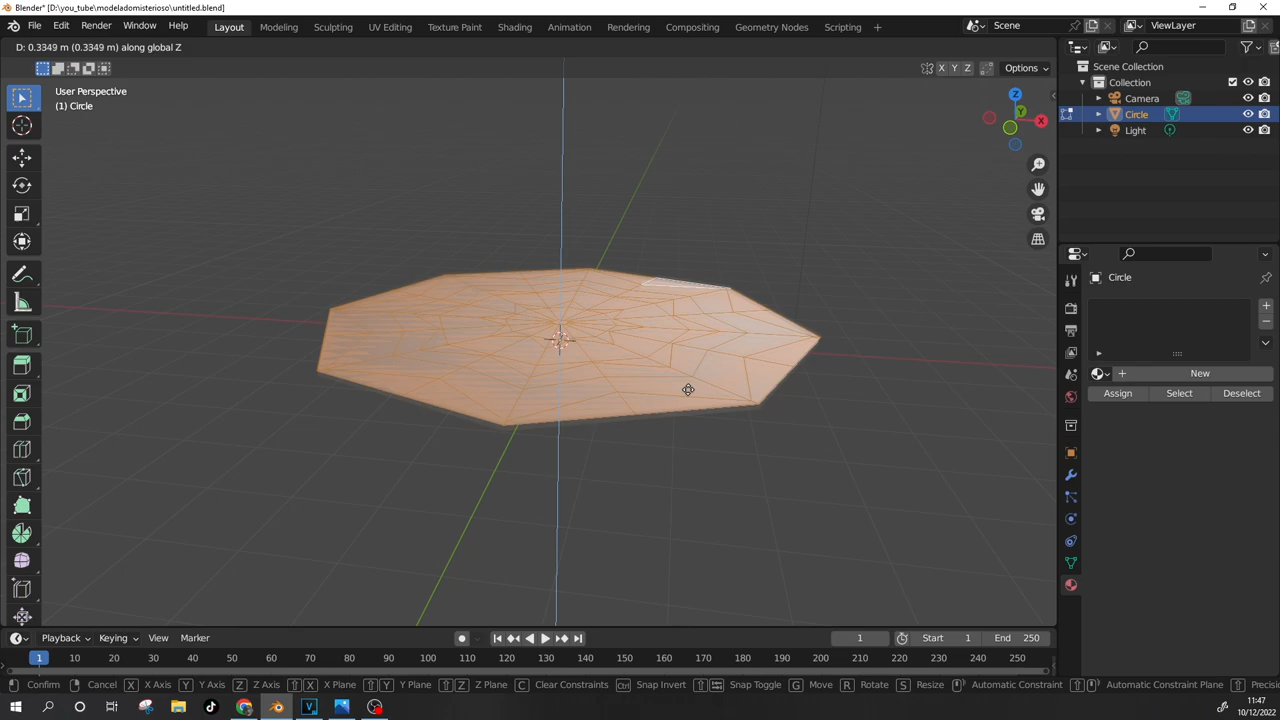 Blender* [D:\you_tube\modeladomisterioso\untitled.blend]
File Edit Render Window Help Layout Modeling Sculpting UV Editing Texture Paint Shading Animation Rendering Compositing Geometry Nodes Scripting + Scene ViewLayer
D: 0.3349 m (0.3349 m) along global Z
X Y Z Options
User Perspective
(1) Circle
Z
Y
X
Scene Collection
Collection
Camera
Circle
Light
Circle
New
Assign Select Deselect
Playback Keying View Marker 1 Start 1 End 250
1 10 20 30 40 50 60 70 80 90 100 110 120 130 140 150 160 170 180 190 200 210 220 230 240 250
Confirm Cancel X X Axis Y Y Axis Z Z Axis X X Plane Y Y Plane Z Z Plane C Clear Constraints Ctrl Snap Invert Snap Toggle G Move R Rotate S Resize Automatic Constraint Automatic Constraint Plane Precisio
11:47
10/12/2022